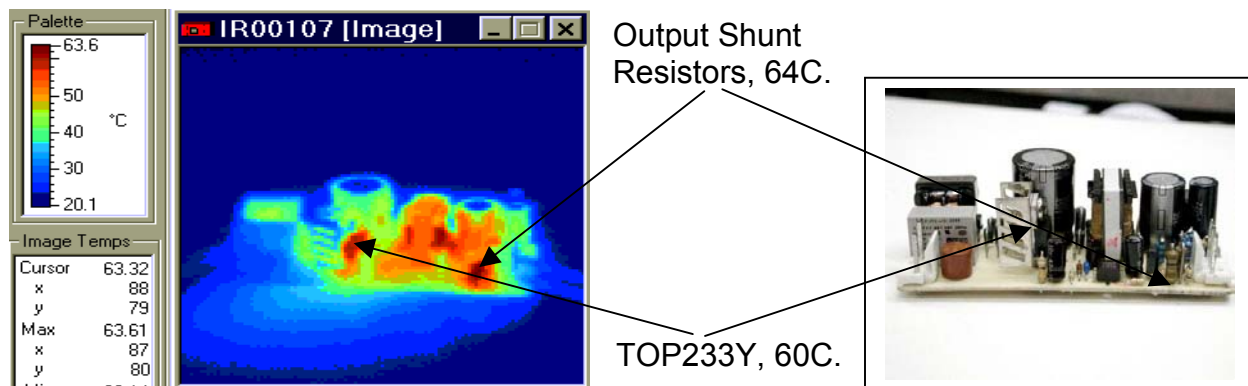 Palette
63.6
50
°C
40
30
20.1
Image Temps
Cursor 63.32
x 88
y 79
Max 63.61
x 87
y 80
IR00107 [Image]
Output Shunt
Resistors, 64C.
TOP233Y, 60C.